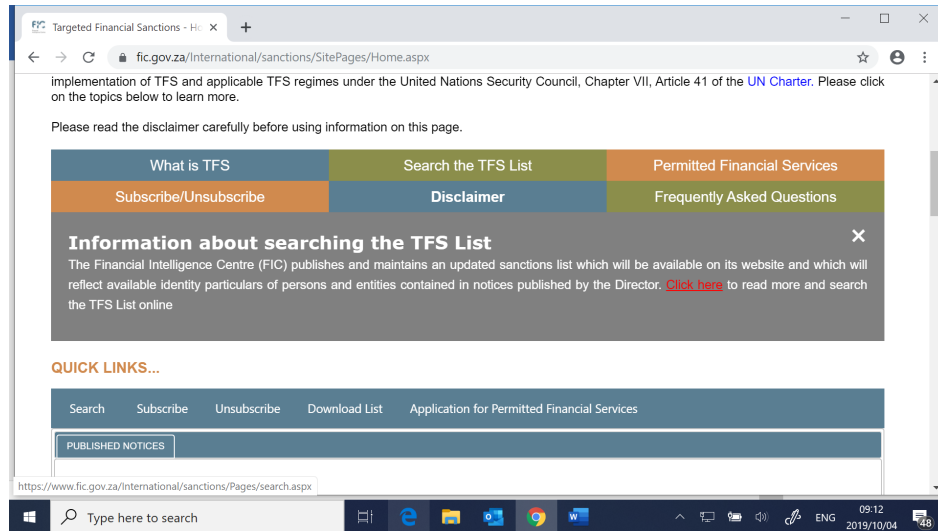 Targeted Financial Sanctions - Ho
fic.gov.za/International/sanctions/SitePages/Home.aspx
implementation of TFS and applicable TFS regimes under the United Nations Security Council, Chapter VII, Article 41 of the UN Charter. Please click
on the topics below to learn more.
Please read the disclaimer carefully before using information on this page.
What is TFS Search the TFS List Permitted Financial Services
Subscribe/Unsubscribe Disclaimer Frequently Asked Questions
Information about searching the TFS List
The Financial Intelligence Centre (FIC) publishes and maintains an updated sanctions list which will be available on its website and which will
reflect available identity particulars of persons and entities contained in notices published by the Director. Click here to read more and search
the TFS List online
QUICK LINKS...
Search Subscribe Unsubscribe Download List Application for Permitted Financial Services
PUBLISHED NOTICES
https://www.fic.gov.za/International/sanctions/Pages/search.aspx
Type here to search
ENG
09:12
2019/10/04
48